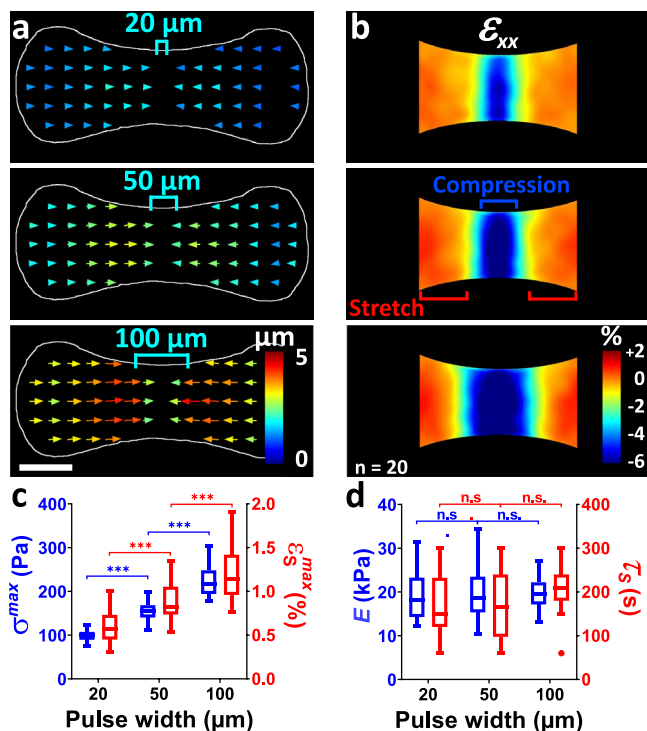 a
20 µm
50 µm
100 µm
µm
5
0
b
εxx
Compression
Stretch
%
+2
0
-2
-4
-6
n = 20
c
400
300
200
100
0
σ^max (Pa)
***
***
***
***
2.0
1.5
1.0
0.5
0.0
εS^max (%)
20
50
100
Pulse width (µm)
d
40
30
20
10
0
E (kPa)
n.s
n.s.
n.s
n.s.
400
300
200
100
0
τs (s)
20
50
100
Pulse width (µm)